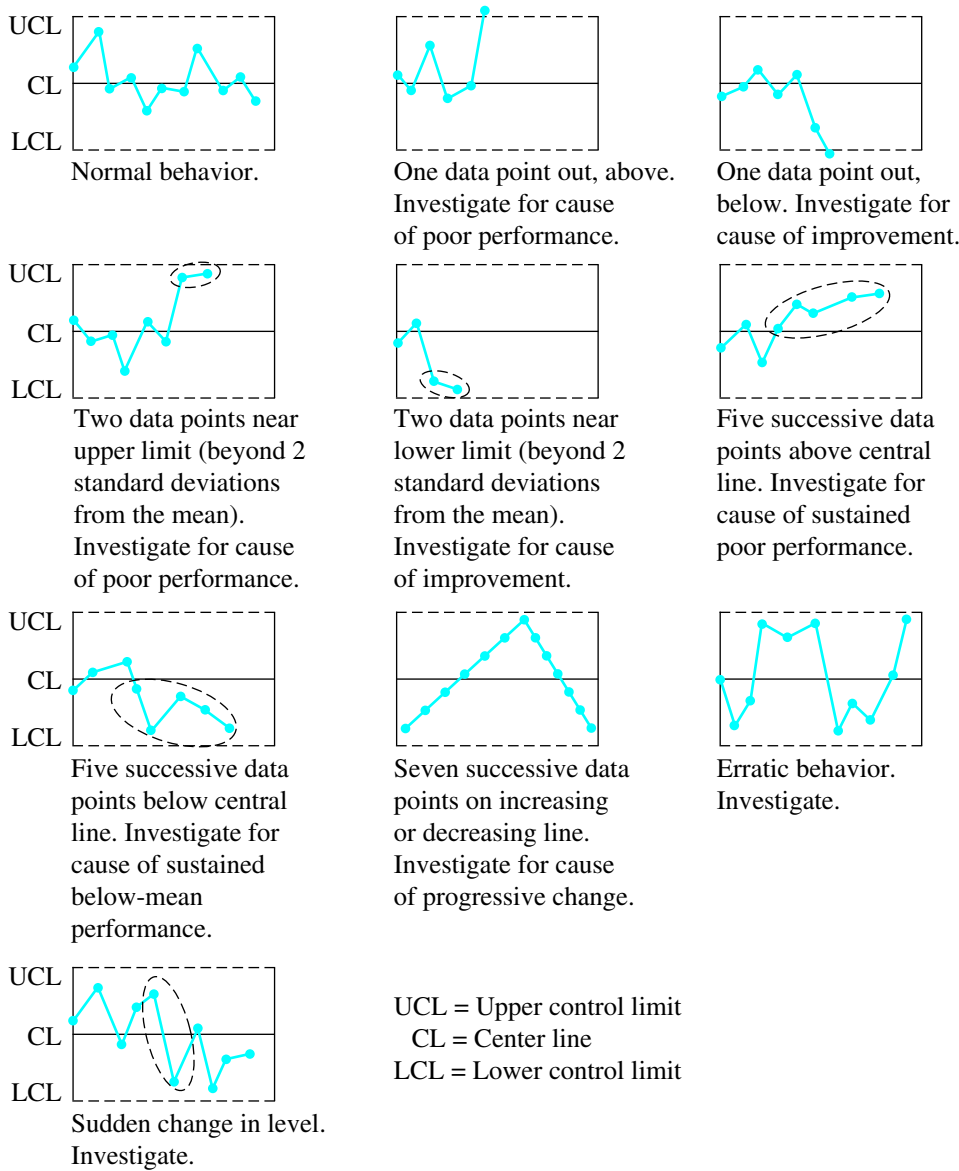 UCL
CL
LCL
Normal behavior.
One data point out, above.
Investigate for cause
of poor performance.
One data point out,
below. Investigate for
cause of improvement.
UCL
CL
LCL
Two data points near
upper limit (beyond 2
standard deviations
from the mean).
Investigate for cause
of poor performance.
Two data points near
lower limit (beyond 2
standard deviations
from the mean).
Investigate for cause
of improvement.
Five successive data
points above central
line. Investigate for
cause of sustained
poor performance.
UCL
CL
LCL
Five successive data
points below central
line. Investigate for
cause of sustained
below-mean
performance.
Seven successive data
points on increasing
or decreasing line.
Investigate for cause
of progressive change.
Erratic behavior.
Investigate.
UCL
CL
LCL
Sudden change in level.
Investigate.
UCL = Upper control limit
CL = Center line
LCL = Lower control limit